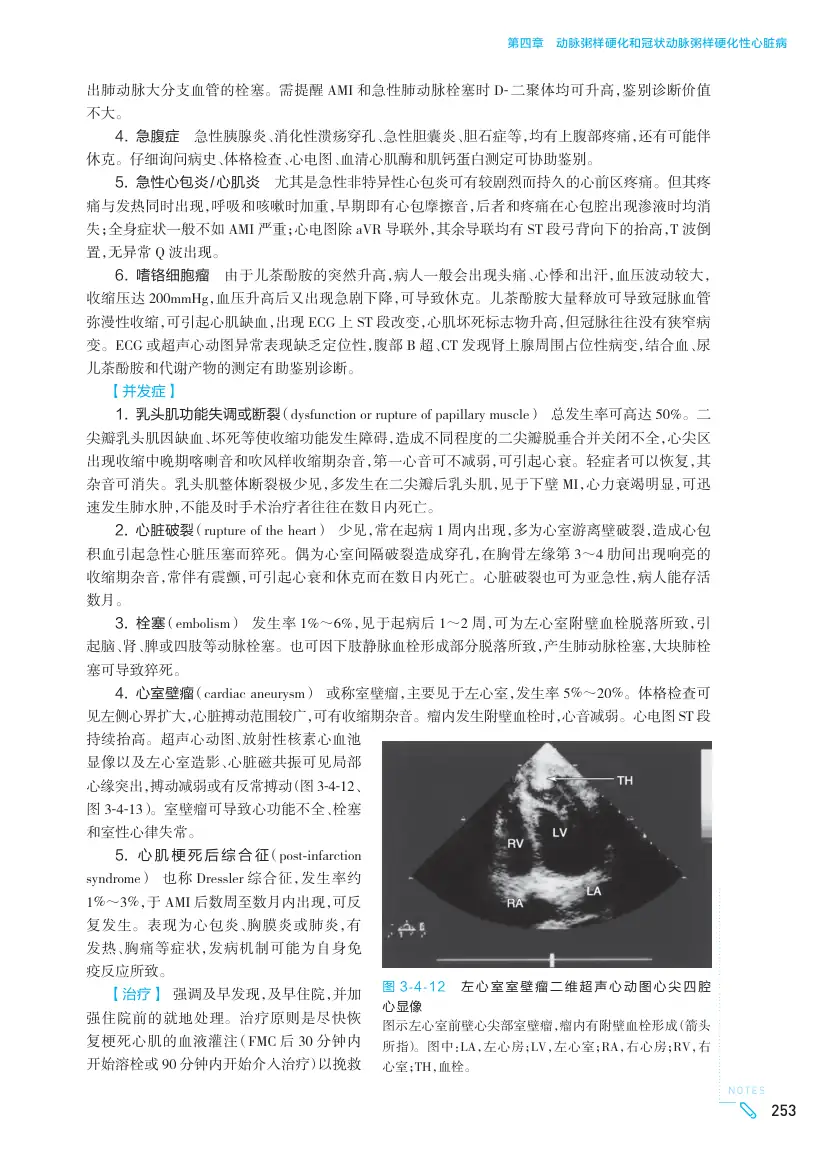 第四章 动脉粥样硬化和冠状动脉粥样硬化性心脏病
出肺动脉大分支血管的栓塞。需提醒 AMI 和急性肺动脉栓塞时 D-二聚体均可升高,鉴别诊断价值
不大。
4. 急腹症 急性胰腺炎、消化性溃疡穿孔、急性胆囊炎、胆石症等,均有上腹部疼痛,还有可能伴
休克。仔细询问病史、体格检查、心电图、血清心肌酶和肌钙蛋白测定可协助鉴别。
5. 急性心包炎/心肌炎 尤其是急性非特异性心包炎可有较剧烈而持久的心前区疼痛。但其疼
痛与发热同时出现,呼吸和咳嗽时加重,早期即有心包摩擦音,后者和疼痛在心包腔出现渗液时均消
失;全身症状一般不如 AMI 严重;心电图除 aVR 导联外,其余导联均有 ST 段弓背向下的抬高,T 波倒
置,无异常 Q 波出现。
6. 嗜铬细胞瘤 由于儿茶酚胺的突然升高,病人一般会出现头痛、心悸和出汗,血压波动较大,
收缩压达 200mmHg,血压升高后又出现急剧下降,可导致休克。儿茶酚胺大量释放可导致冠脉血管
弥漫性收缩,可引起心肌缺血,出现 ECG 上 ST 段改变,心肌坏死标志物升高,但冠脉往往没有狭窄病
变。ECG 或超声心动图异常表现缺乏定位性,腹部 B 超、CT 发现肾上腺周围占位性病变,结合血、尿
儿茶酚胺和代谢产物的测定有助鉴别诊断。
【并发症】
1. 乳头肌功能失调或断裂(dysfunction or rupture of papillary muscle) 总发生率可高达 50%。二
尖瓣乳头肌因缺血、坏死等使收缩功能发生障碍,造成不同程度的二尖瓣脱垂合并关闭不全,心尖区
出现收缩中晚期喀喇音和吹风样收缩期杂音,第一心音可不减弱,可引起心衰。轻症者可以恢复,其
杂音可消失。乳头肌整体断裂极少见,多发生在二尖瓣后乳头肌,见于下壁 MI,心力衰竭明显,可迅
速发生肺水肿,不能及时手术治疗者往往在数日内死亡。
2. 心脏破裂(rupture of the heart) 少见,常在起病 1 周内出现,多为心室游离壁破裂,造成心包
积血引起急性心脏压塞而猝死。偶为心室间隔破裂造成穿孔,在胸骨左缘第 3～4 肋间出现响亮的
收缩期杂音,常伴有震颤,可引起心衰和休克而在数日内死亡。心脏破裂也可为亚急性,病人能存活
数月。
3. 栓塞(embolism) 发生率 1%～6%,见于起病后 1～2 周,可为左心室附壁血栓脱落所致,引
起脑、肾、脾或四肢等动脉栓塞。也可因下肢静脉血栓形成部分脱落所致,产生肺动脉栓塞,大块肺栓
塞可导致猝死。
4. 心室壁瘤(cardiac aneurysm) 或称室壁瘤,主要见于左心室,发生率 5%～20%。体格检查可
见左侧心界扩大,心脏搏动范围较广,可有收缩期杂音。瘤内发生附壁血栓时,心音减弱。心电图 ST 段
持续抬高。超声心动图、放射性核素心血池
显像以及左心室造影、心脏磁共振可见局部
心缘突出,搏动减弱或有反常搏动(图 3-4-12、
图 3-4-13)。室壁瘤可导致心功能不全、栓塞
和室性心律失常。
5. 心肌梗死后综合征(post-infarction
syndrome) 也称 Dressler 综合征,发生率约
1%～3%,于 AMI 后数周至数月内出现,可反
复发生。表现为心包炎、胸膜炎或肺炎,有
发热、胸痛等症状,发病机制可能为自身免
疫反应所致。
【治疗】 强调及早发现,及早住院,并加
强住院前的就地处理。治疗原则是尽快恢
复梗死心肌的血液灌注(FMC 后 30 分钟内
开始溶栓或 90 分钟内开始介入治疗)以挽救
TH
LV
RV
LA
RA
图 3-4-12 左心室室壁瘤二维超声心动图心尖四腔
心显像
图示左心室前壁心尖部室壁瘤,瘤内有附壁血栓形成(箭头
所指)。图中:LA,左心房;LV,左心室;RA,右心房;RV,右
心室;TH,血栓。
NOTES
253